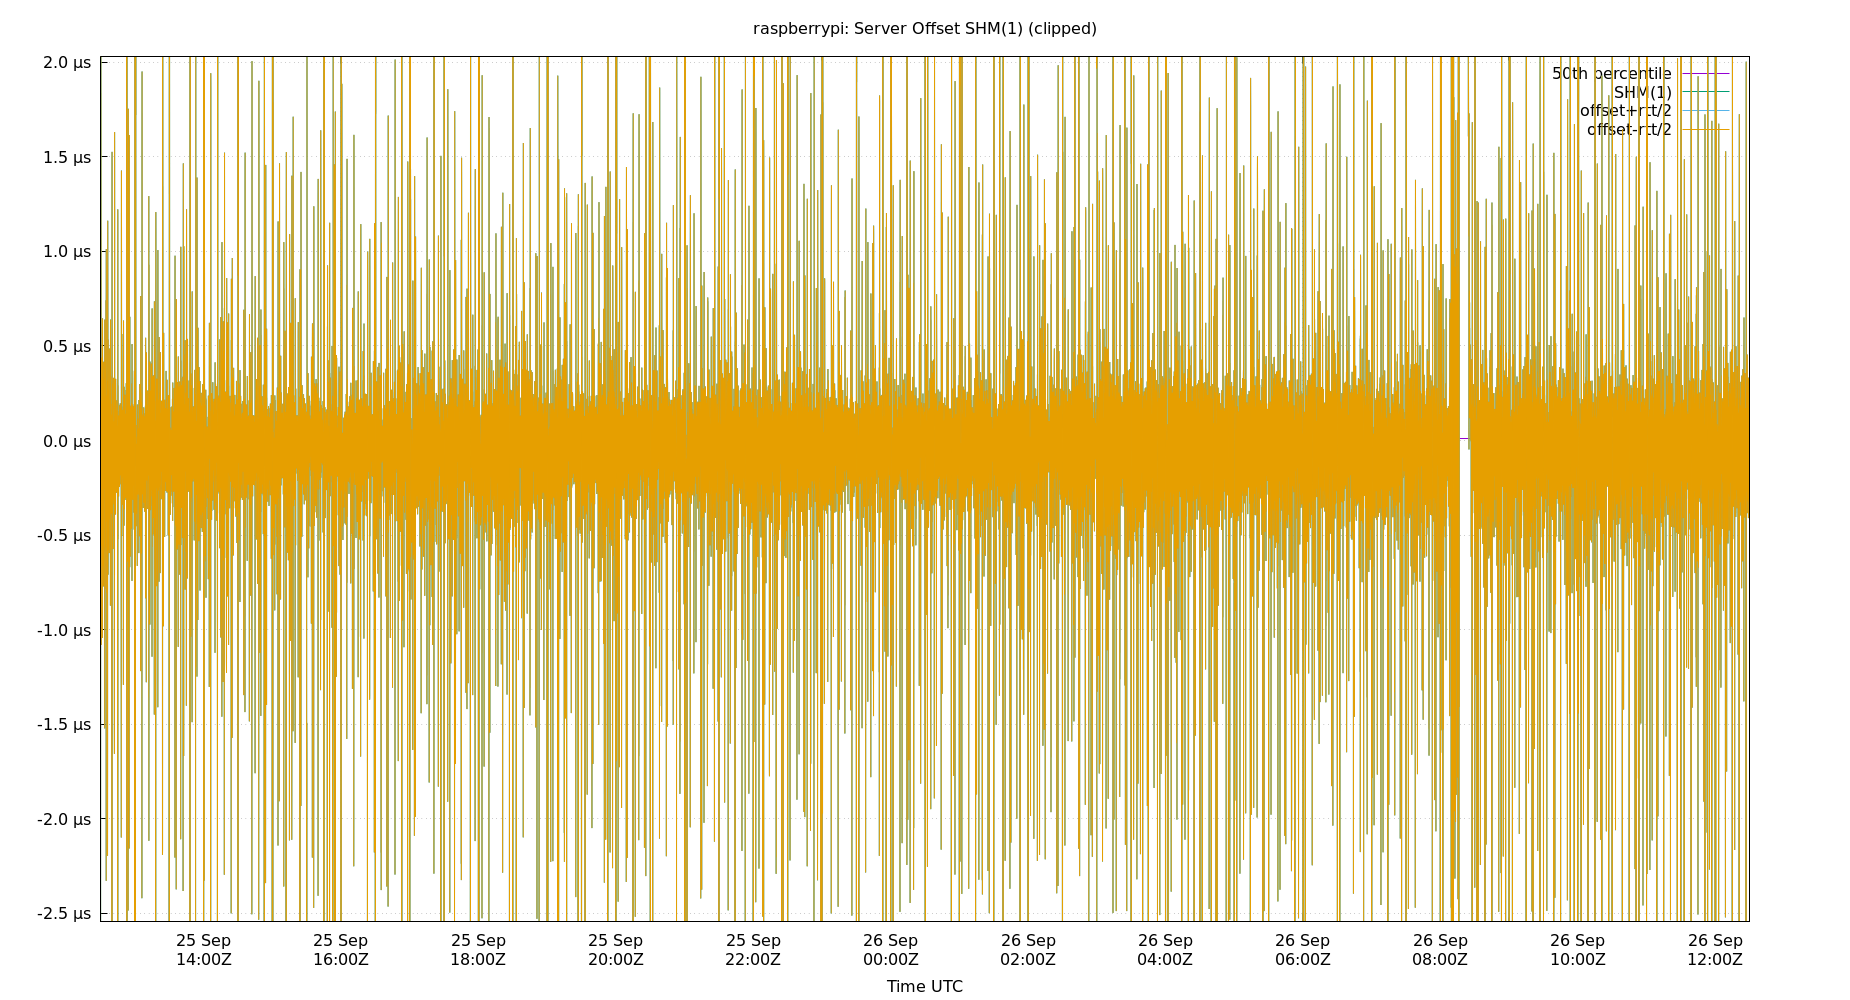 raspberrypi: Server Offset SHM(1) (clipped)
2.0 µs
1.5 µs
1.0 µs
0.5 µs
0.0 µs
-0.5 µs
-1.0 µs
-1.5 µs
-2.0 µs
-2.5 µs
50th percentile
SHM(1)
offset+rtt/2
offset-rtt/2
25 Sep
14:00Z
25 Sep
16:00Z
25 Sep
18:00Z
25 Sep
20:00Z
25 Sep
22:00Z
26 Sep
00:00Z
26 Sep
02:00Z
26 Sep
04:00Z
26 Sep
06:00Z
26 Sep
08:00Z
26 Sep
10:00Z
26 Sep
12:00Z
Time UTC